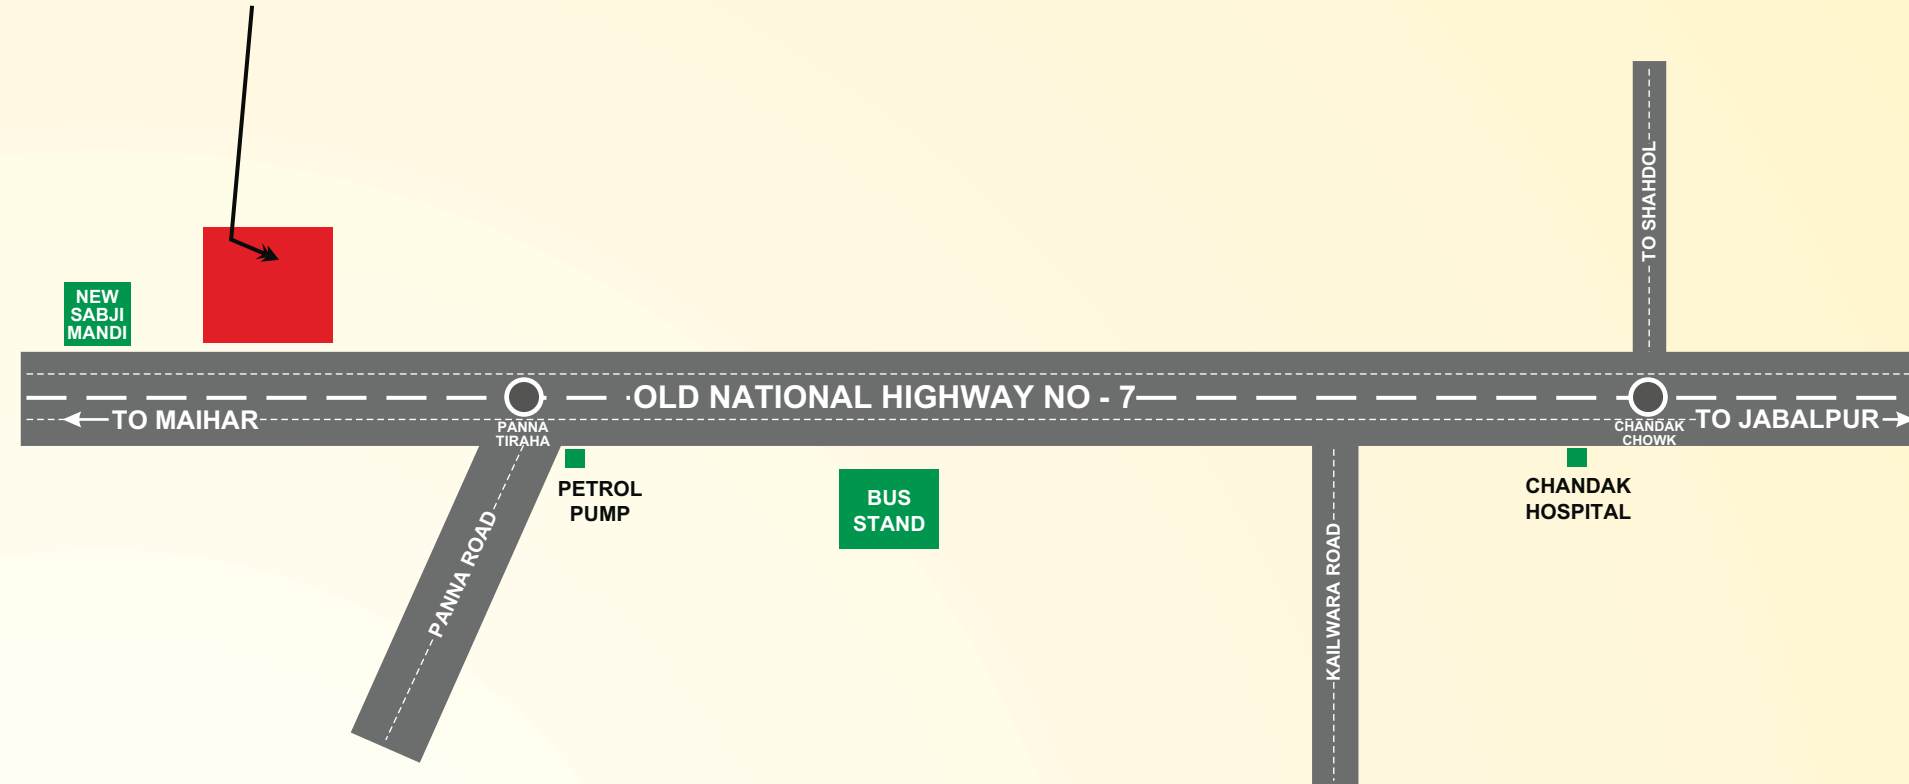 TO SHAHDOL
NEW
SABJI
MANDI
OLD NATIONAL HIGHWAY NO - 7
TO MAIHAR
PANNA
TIRAHA
CHANDAK
CHOWK
TO JABALPUR
PETROL
PUMP
BUS
STAND
CHANDAK
HOSPITAL
PANNA ROAD
KAILWARA ROAD